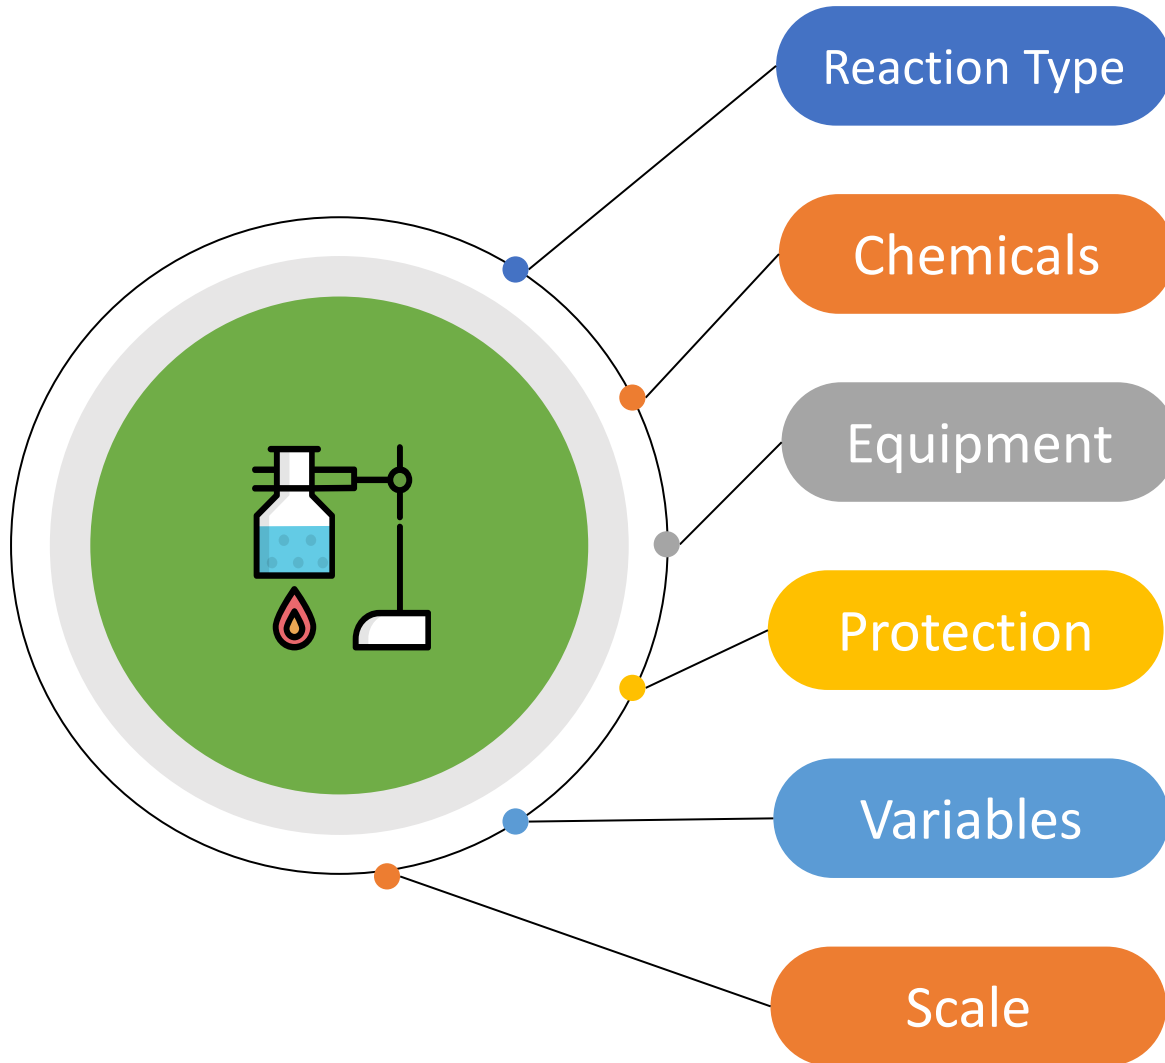 Reaction Type
Chemicals
Equipment
Protection
Variables
Scale